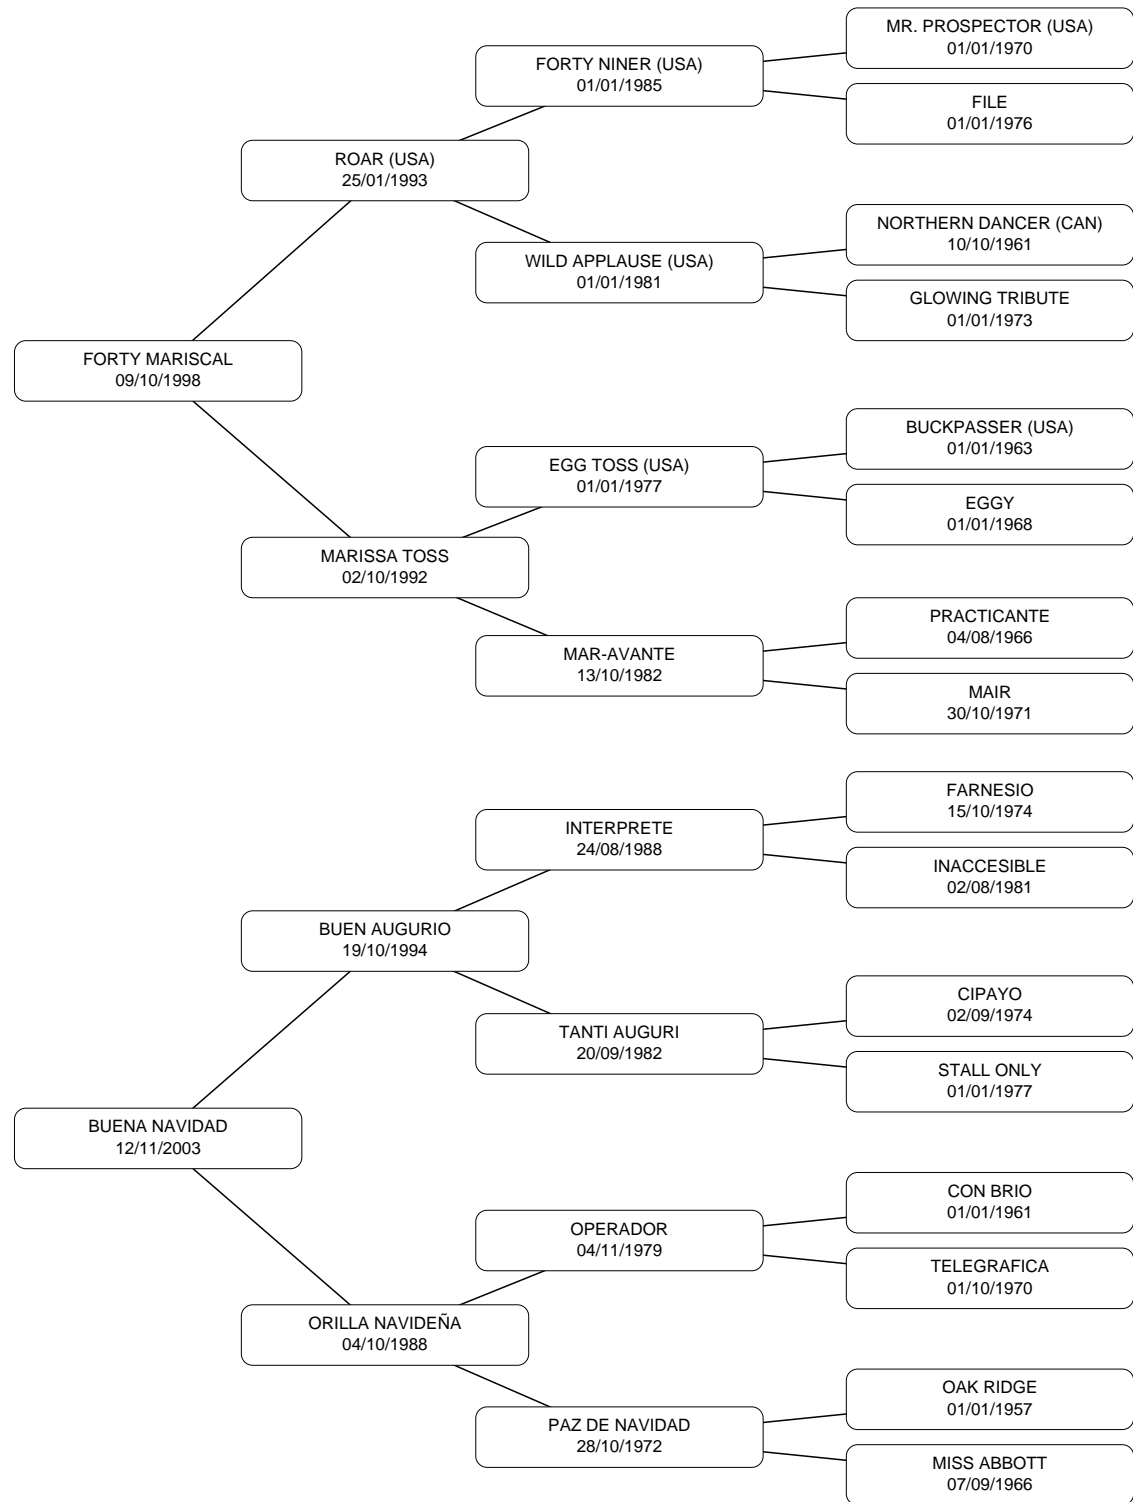 MR. PROSPECTOR (USA)
01/01/1970
FORTY NINER (USA)
01/01/1985
FILE
01/01/1976
ROAR (USA)
25/01/1993
NORTHERN DANCER (CAN)
10/10/1961
WILD APPLAUSE (USA)
01/01/1981
GLOWING TRIBUTE
01/01/1973
FORTY MARISCAL
09/10/1998
BUCKPASSER (USA)
01/01/1963
EGG TOSS (USA)
01/01/1977
EGGY
01/01/1968
MARISSA TOSS
02/10/1992
PRACTICANTE
04/08/1966
MAR-AVANTE
13/10/1982
MAIR
30/10/1971
FARNESIO
15/10/1974
INTERPRETE
24/08/1988
INACCESIBLE
02/08/1981
BUEN AUGURIO
19/10/1994
CIPAYO
02/09/1974
TANTI AUGURI
20/09/1982
STALL ONLY
01/01/1977
BUENA NAVIDAD
12/11/2003
CON BRIO
01/01/1961
OPERADOR
04/11/1979
TELEGRAFICA
01/10/1970
ORILLA NAVIDEÑA
04/10/1988
OAK RIDGE
01/01/1957
PAZ DE NAVIDAD
28/10/1972
MISS ABBOTT
07/09/1966